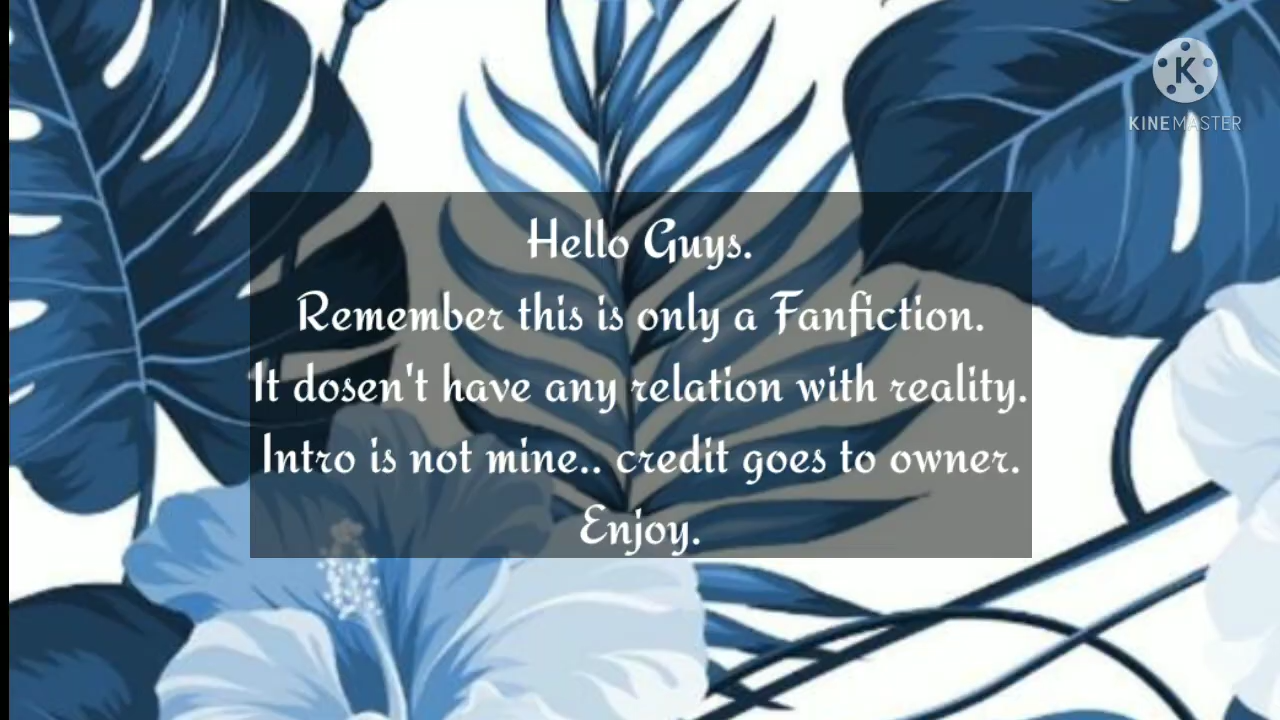 K
KINEMASTER
Hello Guys.
Remember this is only a Fanfiction.
It dosen't have any relation with reality.
Intro is not mine.. credit goes to owner.
Enjoy.